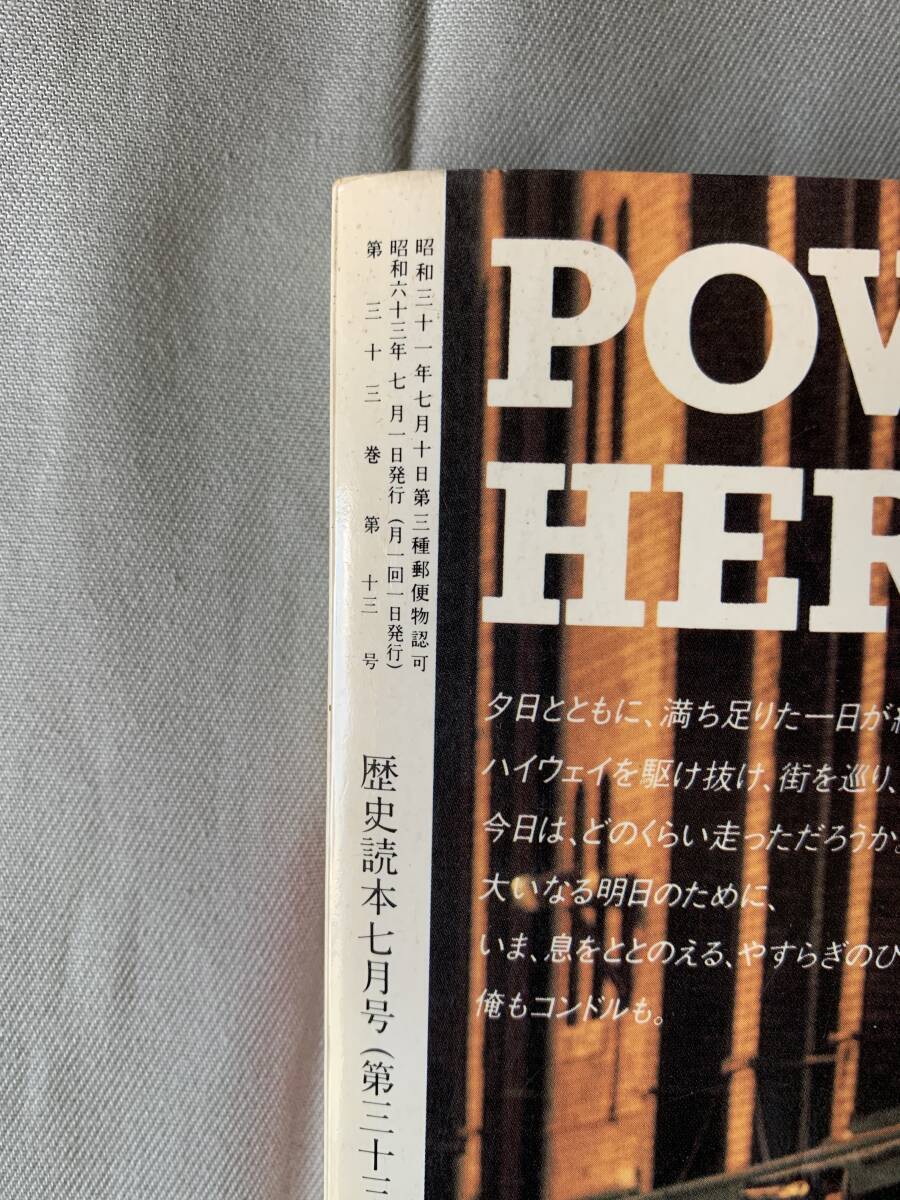 昭和三十一年七月十日第三種郵便物認可
昭和六十三年七月一日発行(月一回一日発行)
第三十三巻第十三号
歴史読本七月号(第三十三
POW
HER
夕日とともに、満ち足りた一日が終
ハイウェイを駆け抜け、街を巡り、
今日は、どのくらい走っただろうか。
大いなる明日のために、
いま、息をととのえる、やすらぎのひ
俺もコンドルも。